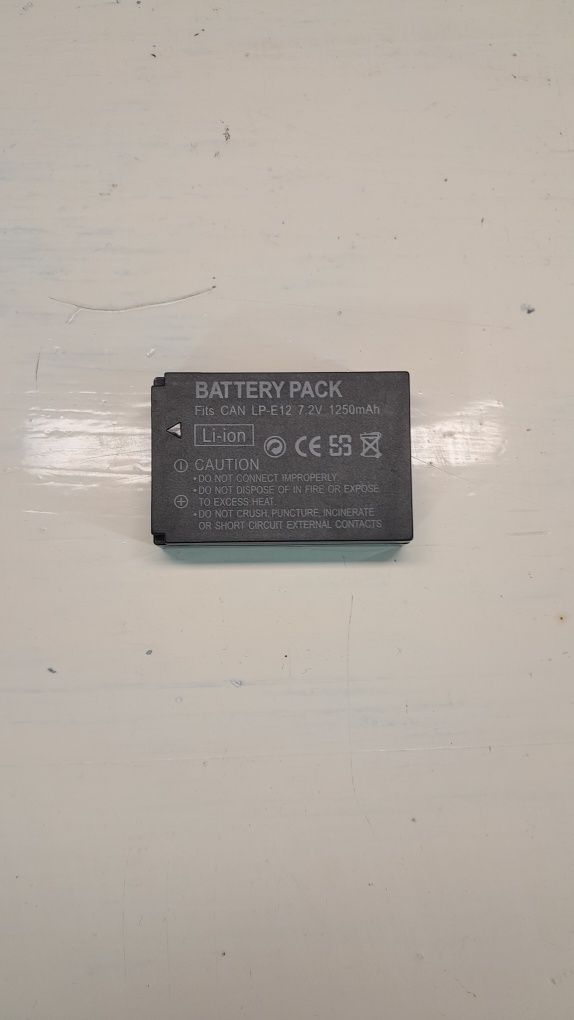 BATTERY PACK
Fits CAN LP-E12 7.2V 1250mAh
Li-ion
CE
CAUTION
• DO NOT CONNECT IMPROPERLY
• DO NOT DISPOSE OF IN FIRE OR EXPOSE
TO EXCESS HEAT.
• DO NOT CRUSH, PUNCTURE, INCINERATE
OR SHORT CIRCUIT EXTERNAL CONTACTS